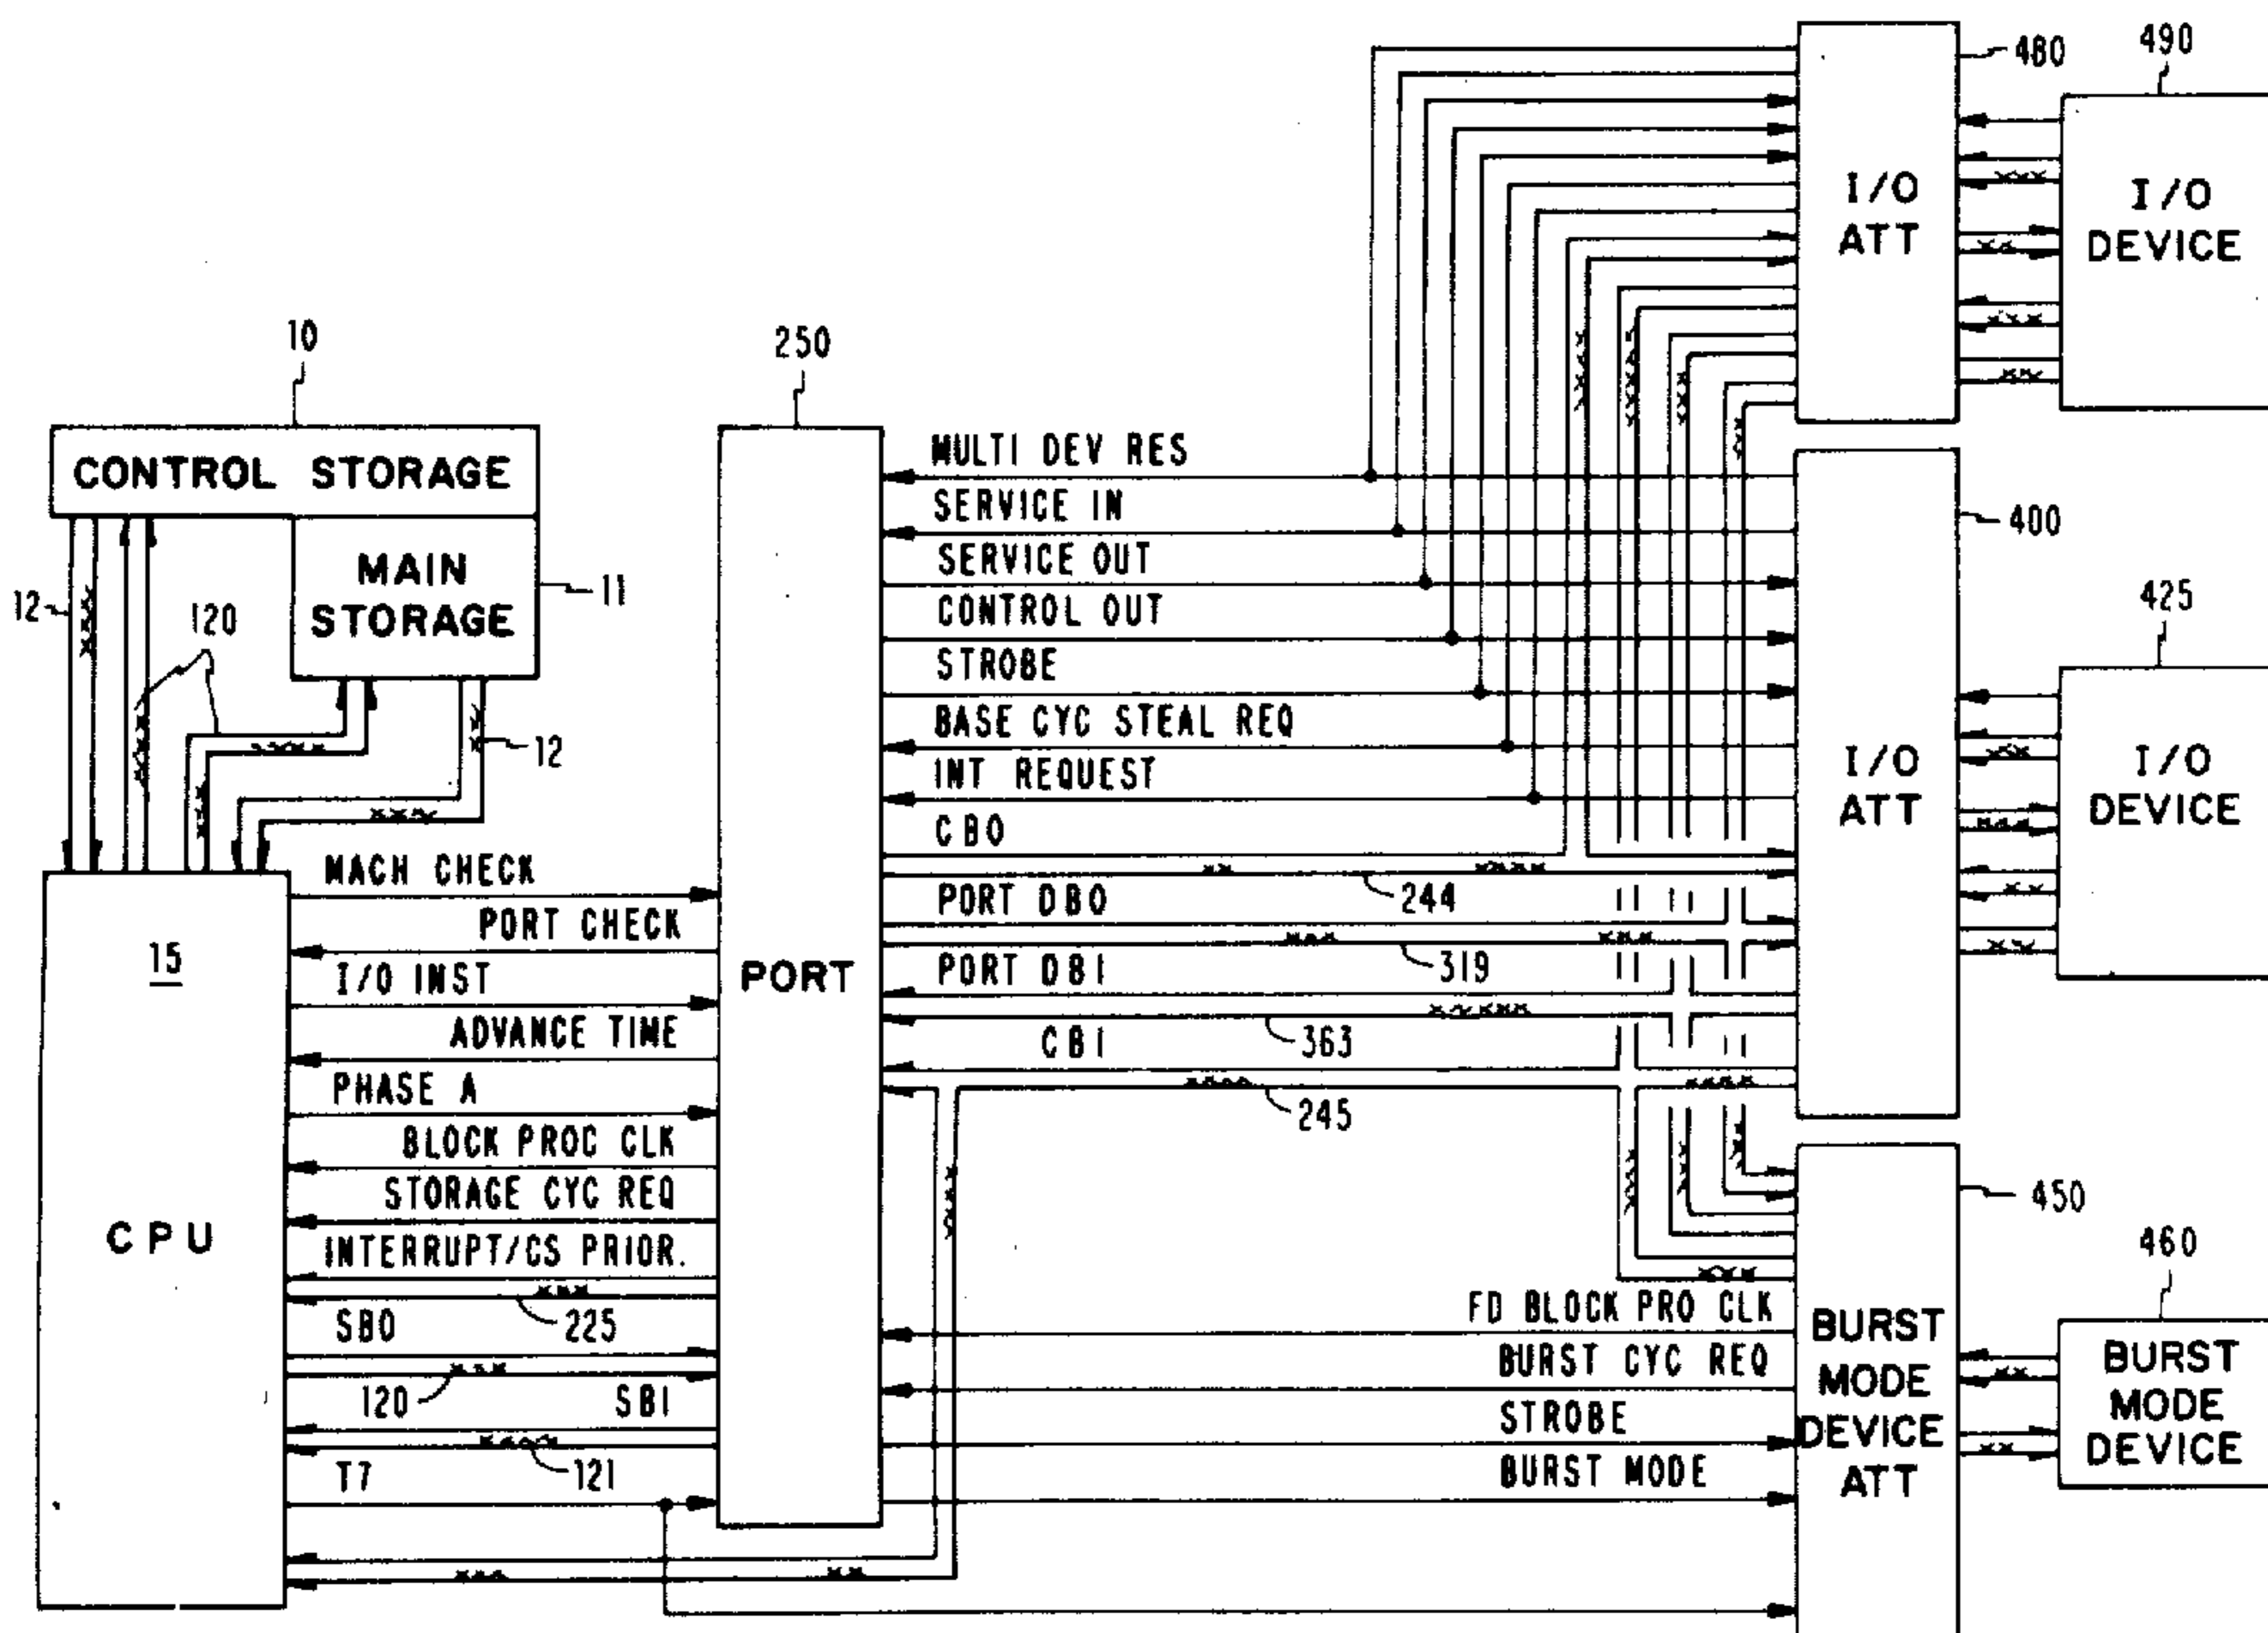 480
490
I/O
ATT
I/O
DEVICE
10
250
CONTROL STORAGE
MAIN
STORAGE
11
12
120
12
MULTI DEV RES
SERVICE IN
SERVICE OUT
CONTROL OUT
STROBE
BASE CYC STEAL REQ
INT REQUEST
CBO
244
PORT DBO
319
PORT DBI
363
CBI
245
400
425
I/O
ATT
I/O
DEVICE
15
CPU
MACH CHECK
PORT CHECK
I/O INST
ADVANCE TIME
PHASE A
BLOCK PROC CLK
STORAGE CYC REQ
INTERRUPT/CS PRIOR.
225
SBO
120
SBI
121
T7
PORT
FD BLOCK PRO CLK
BURST CYC REQ
STROBE
BURST MODE
450
460
BURST
MODE
DEVICE
ATT
BURST
MODE
DEVICE